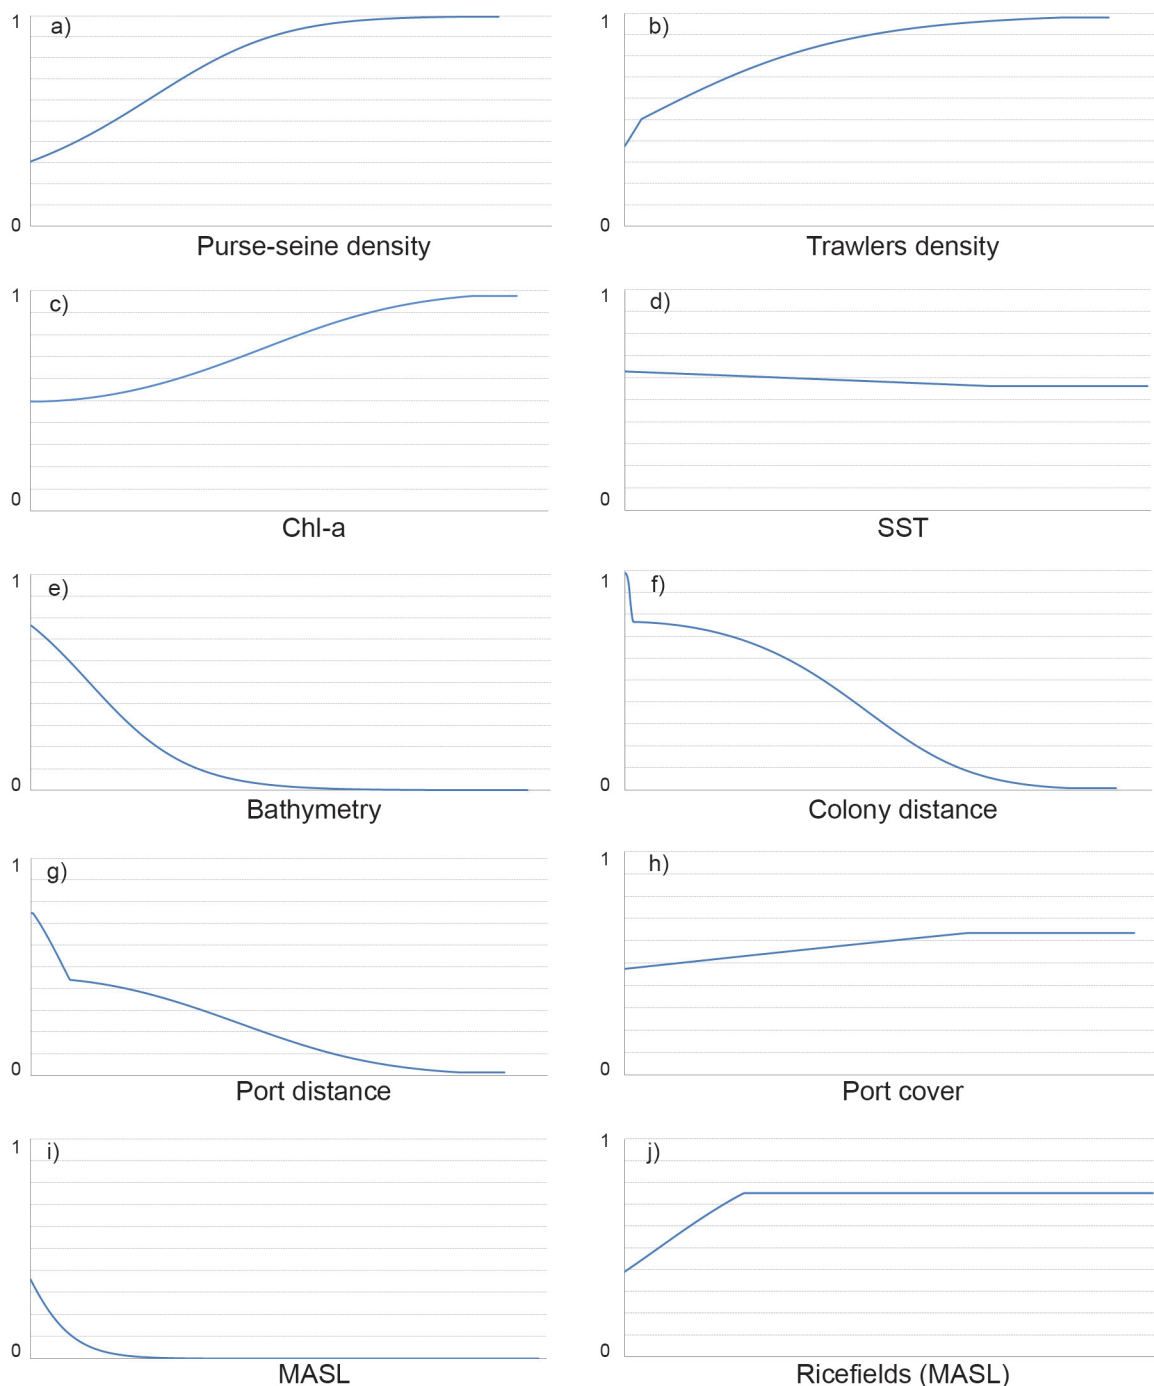 1
a)
0
Purse-seine density
1
b)
0
Trawlers density
1
c)
0
Chl-a
1
d)
0
SST
1
e)
0
Bathymetry
1
f)
0
Colony distance
1
g)
0
Port distance
1
h)
0
Port cover
1
i)
0
MASL
1
j)
0
Ricefields (MASL)